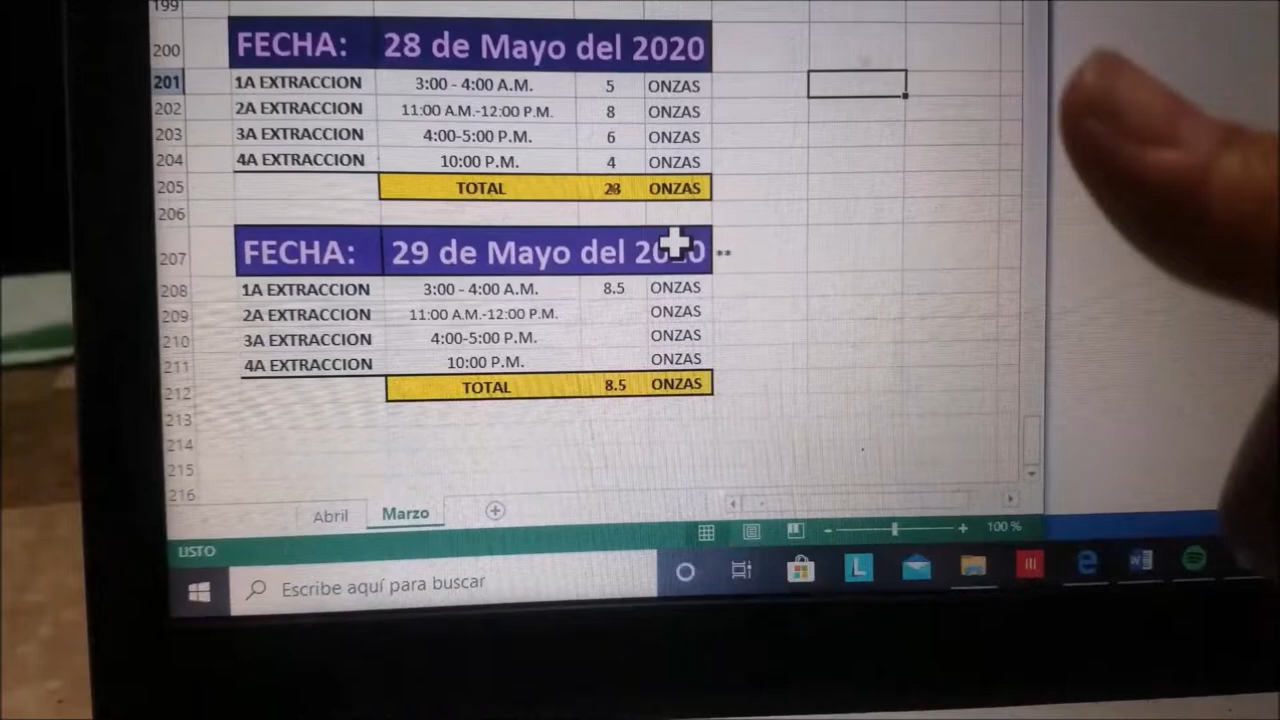 199
200 FECHA: 28 de Mayo del 2020
201 1A EXTRACCION 3:00 - 4:00 A.M. 5 ONZAS
202 2A EXTRACCION 11:00 A.M.-12:00 P.M. 8 ONZAS
203 3A EXTRACCION 4:00-5:00 P.M. 6 ONZAS
204 4A EXTRACCION 10:00 P.M. 4 ONZAS
205 TOTAL 23 ONZAS
206
207 FECHA: 29 de Mayo del 2020 **
208 1A EXTRACCION 3:00 - 4:00 A.M. 8.5 ONZAS
209 2A EXTRACCION 11:00 A.M.-12:00 P.M. ONZAS
210 3A EXTRACCION 4:00-5:00 P.M. ONZAS
211 4A EXTRACCION 10:00 P.M. ONZAS
212 TOTAL 8.5 ONZAS
213
214
215
216
Abril Marzo
LISTO 100 %
Escribe aquí para buscar
L W